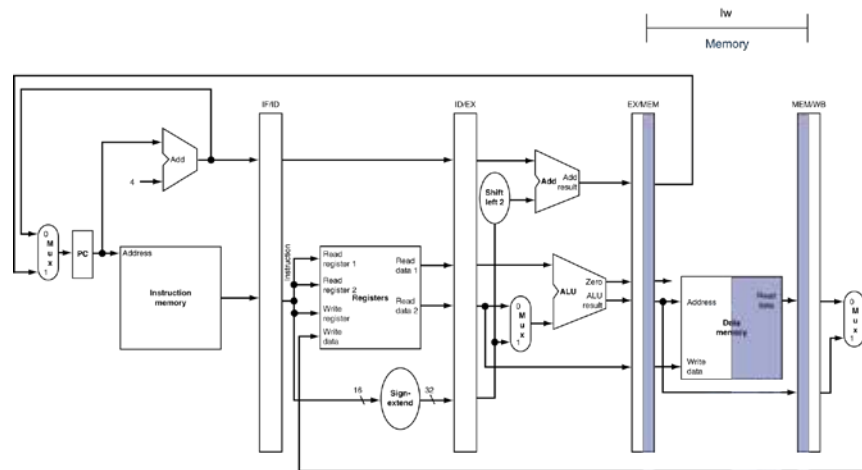 lw
Memory
IF/ID
ID/EX
EX/MEM
MEM/WB
Add
4
Shift
left 2
Add
Add
result
0
M
u
x
1
PC
Address
Instruction
memory
Instruction
Read
register 1
Read
register 2
Write
register
Write
data
Registers
Read
data 1
Read
data 2
16
Sign-
extend
32
0
M
u
x
1
Zero
ALU
ALU
result
Address
Write
data
Read
data
Data
memory
0
M
u
x
1